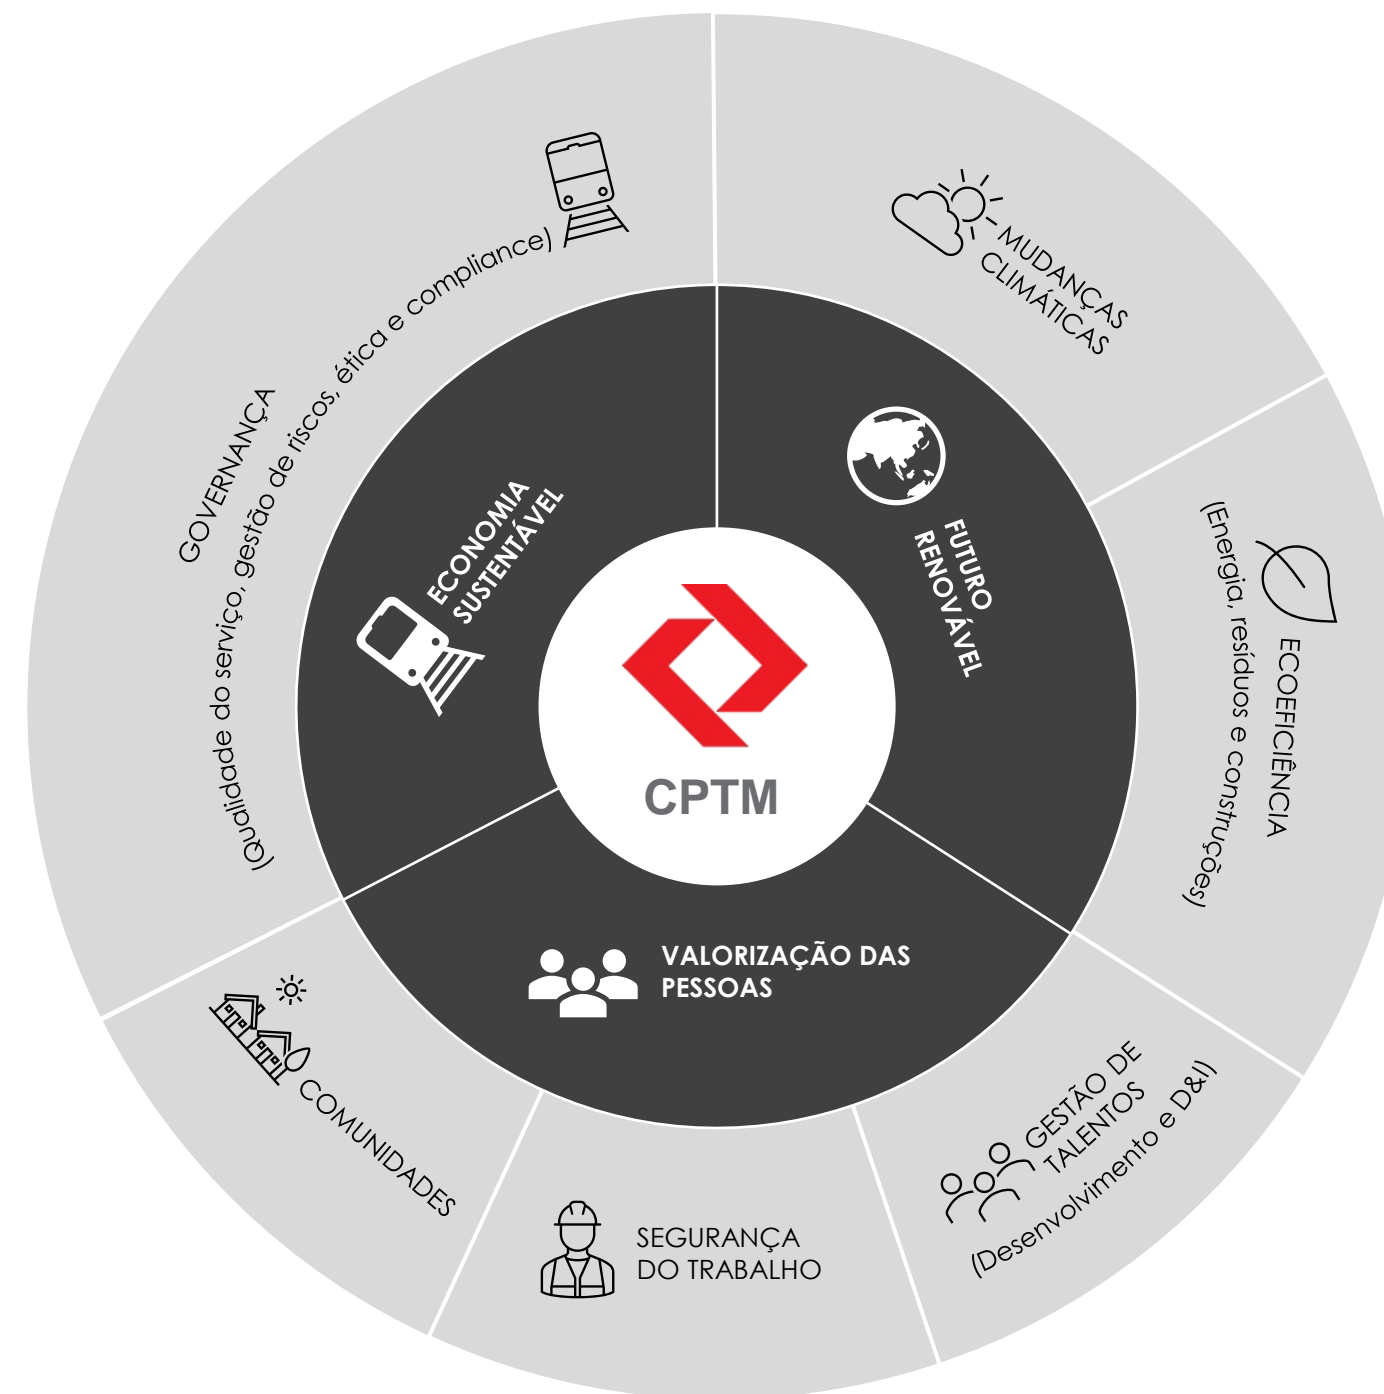 GOVERNANÇA
(Qualidade do serviço, gestão de riscos, ética e compliance)
MUDANÇAS
CLIMÁTICAS
ECOEFICIÊNCIA
(Energia, resíduos e construções)
GESTÃO DE
TALENTOS
(Desenvolvimento e D&I)
SEGURANÇA
DO TRABALHO
COMUNIDADES
ECONOMIA
SUSTENTÁVEL
FUTURO
RENOVÁVEL
VALORIZAÇÃO DAS
PESSOAS
CPTM